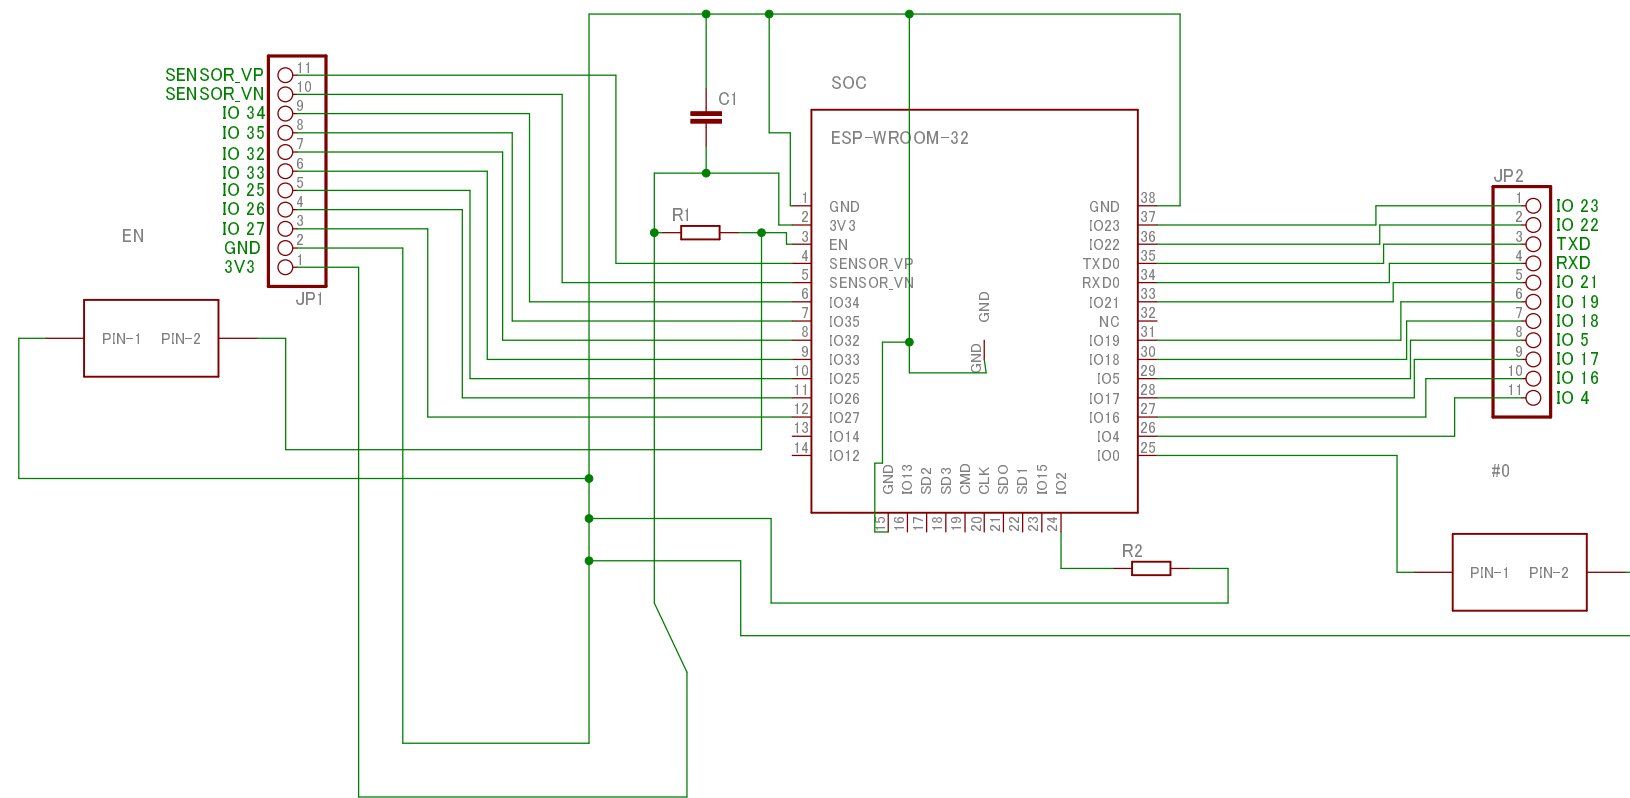 SOC
ESP-WROOM-32
C1
R1
EN
JP1
SENSOR_VP 11
SENSOR_VN 10
IO 34 9
IO 35 8
IO 32 7
IO 33 6
IO 25 5
IO 26 4
IO 27 3
GND 2
3V3 1
PIN-1 PIN-2
1 GND
2 3V3
3 EN
4 SENSOR_VP
5 SENSOR_VN
6 IO34
7 IO35
8 IO32
9 IO33
10 IO25
11 IO26
12 IO27
13 IO14
14 IO12
GND
GND
GND 15
IO13 16
SD2 17
SD3 18
CMD 19
CLK 20
SDO 21
SD1 22
IO15 23
IO2 24
GND 38
IO23 37
IO22 36
TXD0 35
RXD0 34
IO21 33
NC 32
IO19 31
IO18 30
IO5 29
IO17 28
IO16 27
IO4 26
IO0 25
R2
JP2
1 IO 23
2 IO 22
3 TXD
4 RXD
5 IO 21
6 IO 19
7 IO 18
8 IO 5
9 IO 17
10 IO 16
11 IO 4
#0
PIN-1 PIN-2